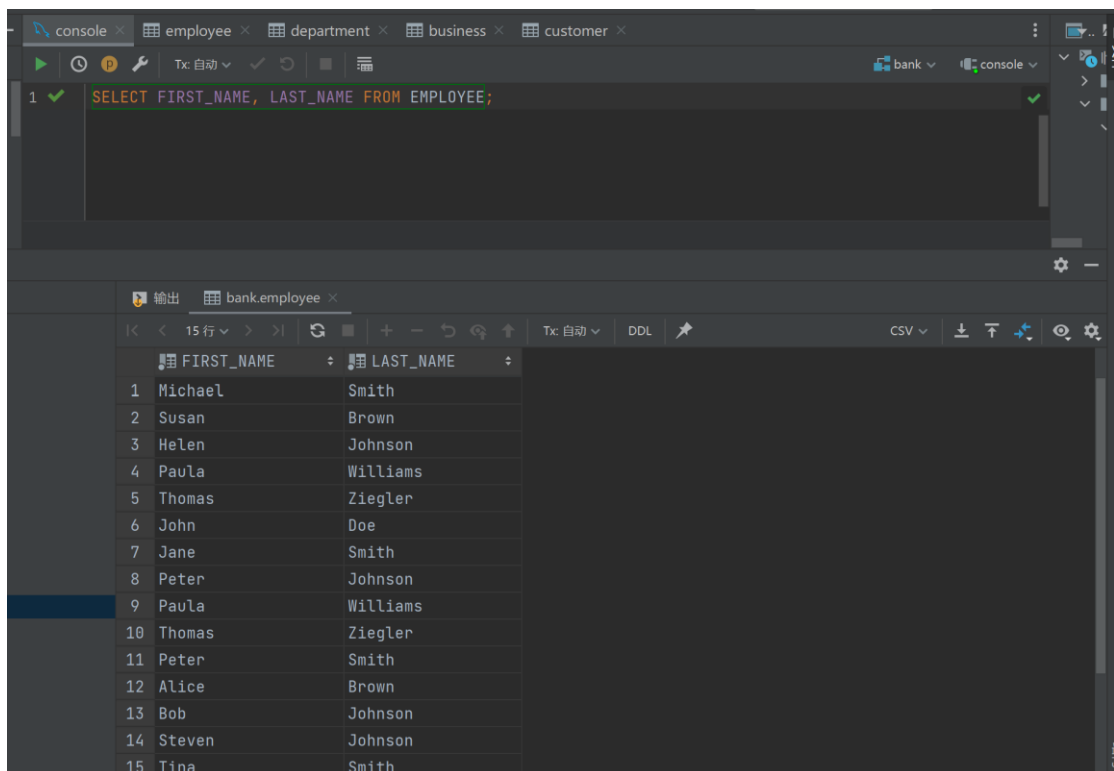 console employee department business customer
Tx: 自动 bank console
1 SELECT FIRST_NAME, LAST_NAME FROM EMPLOYEE;
输出 bank.employee
15 行 Tx: 自动 DDL CSV
FIRST_NAME LAST_NAME
1 Michael Smith
2 Susan Brown
3 Helen Johnson
4 Paula Williams
5 Thomas Ziegler
6 John Doe
7 Jane Smith
8 Peter Johnson
9 Paula Williams
10 Thomas Ziegler
11 Peter Smith
12 Alice Brown
13 Bob Johnson
14 Steven Johnson
15 Tina Smith